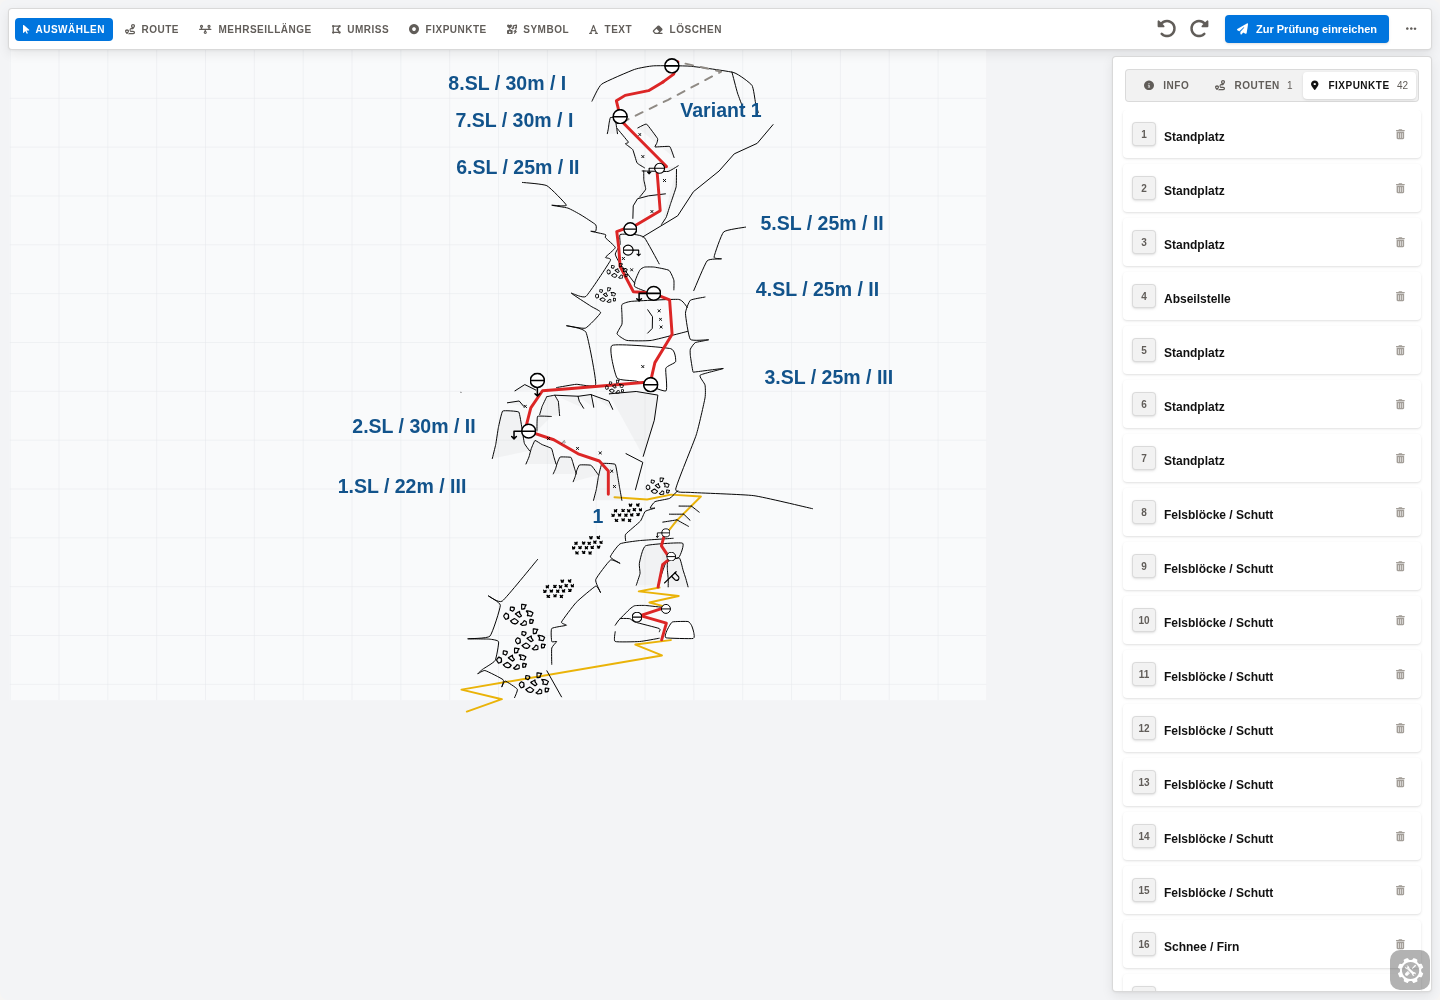 AUSWÄHLEN ROUTE MEHRSEILLÄNGE UMRISS FIXPUNKTE SYMBOL TEXT LÖSCHEN Zur Prüfung einreichen
INFO ROUTEN 1 FIXPUNKTE 42
8.SL / 30m / I
Variant 1
7.SL / 30m / I
6.SL / 25m / II
5.SL / 25m / II
4.SL / 25m / II
3.SL / 25m / III
2.SL / 30m / II
1.SL / 22m / III
1
1 Standplatz
2 Standplatz
3 Standplatz
4 Abseilstelle
5 Standplatz
6 Standplatz
7 Standplatz
8 Felsblöcke / Schutt
9 Felsblöcke / Schutt
10 Felsblöcke / Schutt
11 Felsblöcke / Schutt
12 Felsblöcke / Schutt
13 Felsblöcke / Schutt
14 Felsblöcke / Schutt
15 Felsblöcke / Schutt
16 Schnee / Firn